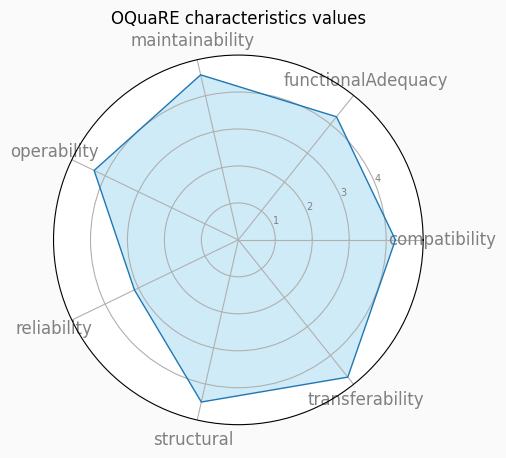 OQuaRE characteristics values
maintainability
functionalAdequacy
operability
4
3
2
1
compatibility
reliability
transferability
structural